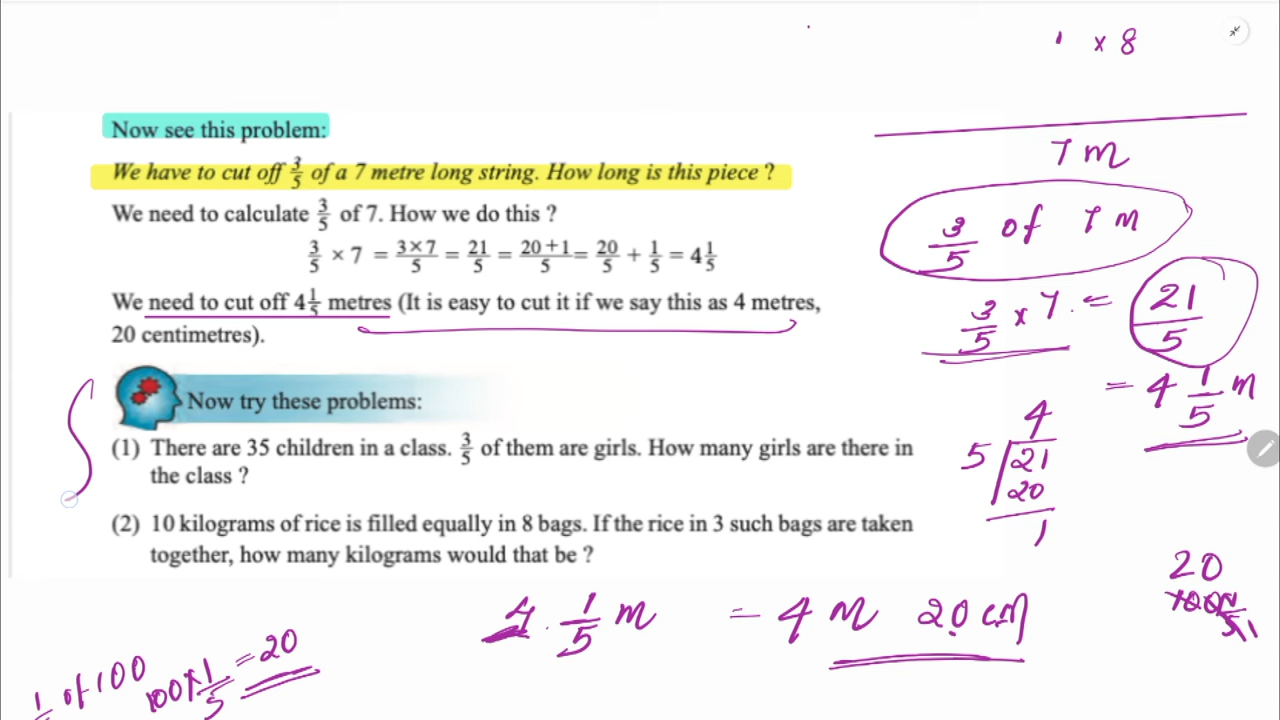 ı × 8
Now see this problem:
7 m
We have to cut off 3/5 of a 7 metre long string. How long is this piece ?
We need to calculate 3/5 of 7. How we do this ?
3/5 of 7 m
3/5 × 7 = 3×7/5 = 21/5 = 20+1/5 = 20/5 + 1/5 = 4 1/5
We need to cut off 4 1/5 metres (It is easy to cut it if we say this as 4 metres,
20 centimetres).
3/5 × 7 = 21/5
= 4 1/5 m
Now try these problems:
(1) There are 35 children in a class. 3/5 of them are girls. How many girls are there in
the class ?
4
5 21
20
1
(2) 10 kilograms of rice is filled equally in 8 bags. If the rice in 3 such bags are taken
together, how many kilograms would that be ?
20
4 1/5 m = 4 m 20 cm
of 100
100 × 1/5 = 20